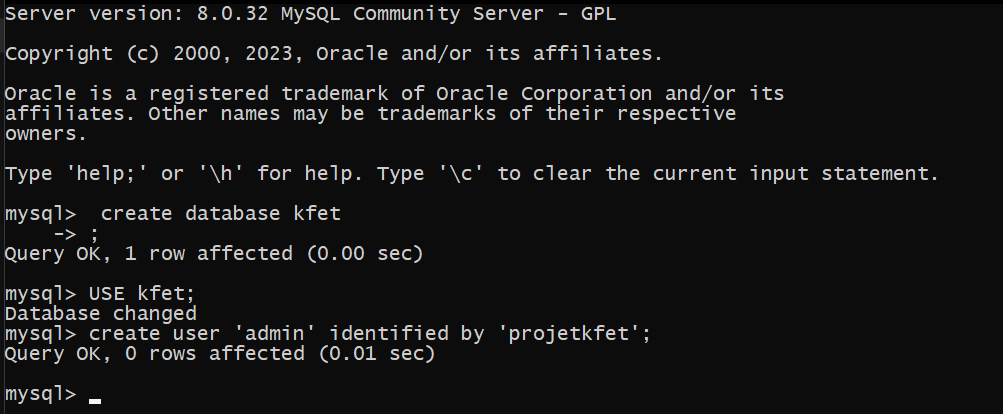 Server version: 8.0.32 MySQL Community Server - GPL
Copyright (c) 2000, 2023, Oracle and/or its affiliates.
Oracle is a registered trademark of Oracle Corporation and/or its
affiliates. Other names may be trademarks of their respective
owners.
Type 'help;' or '\h' for help. Type '\c' to clear the current input statement.
mysql>  create database kfet
    -> ;
Query OK, 1 row affected (0.00 sec)
mysql> USE kfet;
Database changed
mysql> create user 'admin' identified by 'projetkfet';
Query OK, 0 rows affected (0.01 sec)
mysql> _